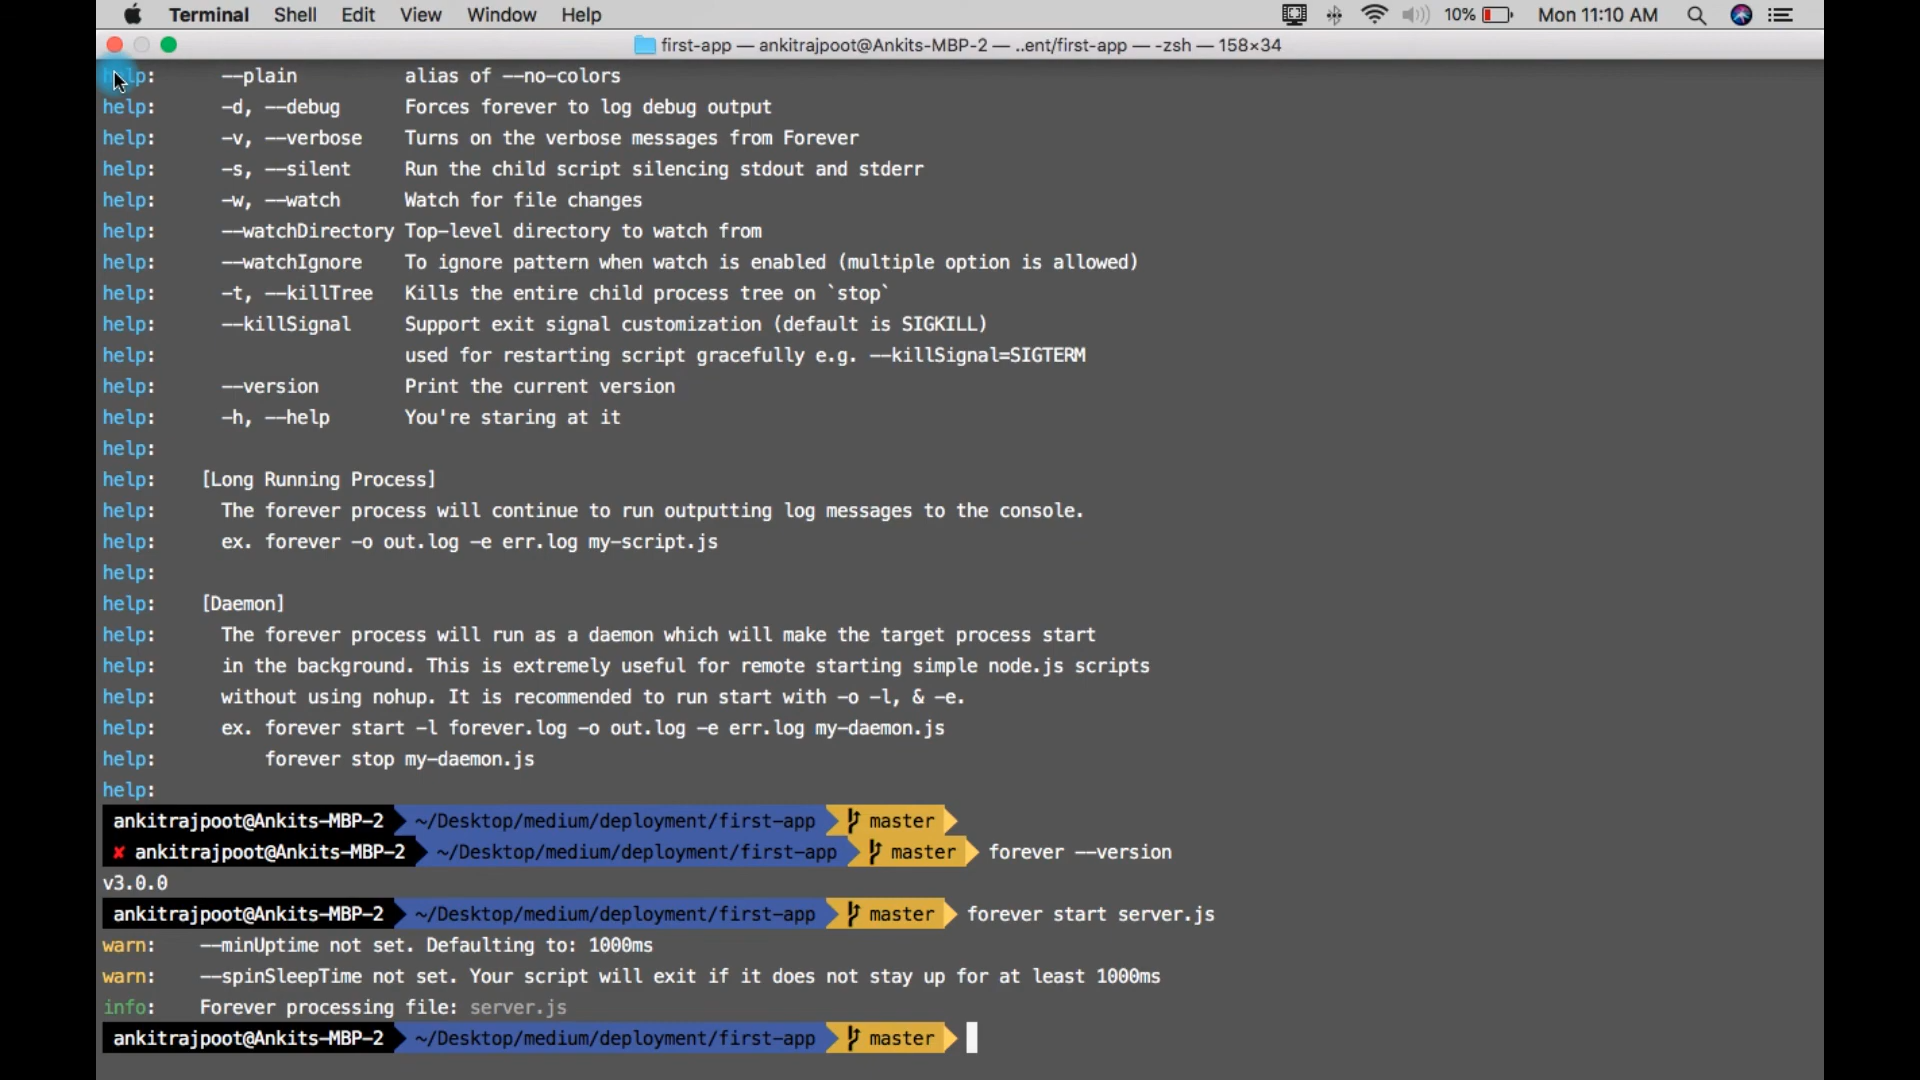 Terminal Shell Edit View Window Help 10% Mon 11:10 AM
first-app — ankitrajpoot@Ankits-MBP-2 — ..ent/first-app — -zsh — 158×34
help: --plain alias of --no-colors
help: -d, --debug Forces forever to log debug output
help: -v, --verbose Turns on the verbose messages from Forever
help: -s, --silent Run the child script silencing stdout and stderr
help: -w, --watch Watch for file changes
help: --watchDirectory Top-level directory to watch from
help: --watchIgnore To ignore pattern when watch is enabled (multiple option is allowed)
help: -t, --killTree Kills the entire child process tree on `stop`
help: --killSignal Support exit signal customization (default is SIGKILL)
help: used for restarting script gracefully e.g. --killSignal=SIGTERM
help: --version Print the current version
help: -h, --help You're staring at it
help:
help: [Long Running Process]
help: The forever process will continue to run outputting log messages to the console.
help: ex. forever -o out.log -e err.log my-script.js
help:
help: [Daemon]
help: The forever process will run as a daemon which will make the target process start
help: in the background. This is extremely useful for remote starting simple node.js scripts
help: without using nohup. It is recommended to run start with -o -l, & -e.
help: ex. forever start -l forever.log -o out.log -e err.log my-daemon.js
help: forever stop my-daemon.js
help:
ankitrajpoot@Ankits-MBP-2 ~/Desktop/medium/deployment/first-app master
✘ ankitrajpoot@Ankits-MBP-2 ~/Desktop/medium/deployment/first-app master forever --version
v3.0.0
ankitrajpoot@Ankits-MBP-2 ~/Desktop/medium/deployment/first-app master forever start server.js
warn: --minUptime not set. Defaulting to: 1000ms
warn: --spinSleepTime not set. Your script will exit if it does not stay up for at least 1000ms
info: Forever processing file: server.js
ankitrajpoot@Ankits-MBP-2 ~/Desktop/medium/deployment/first-app master